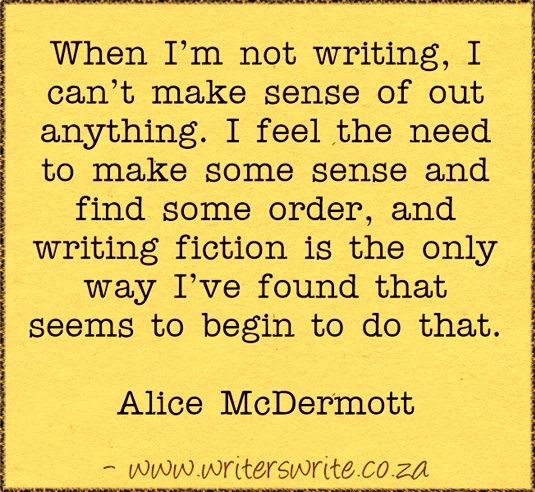 When I'm not writing, I
can't make sense of out
anything. I feel the need
to make some sense and
find some order, and
writing fiction is the only
way I've found that
seems to begin to do that.
Alice McDermott
- www.writerswrite.co.za